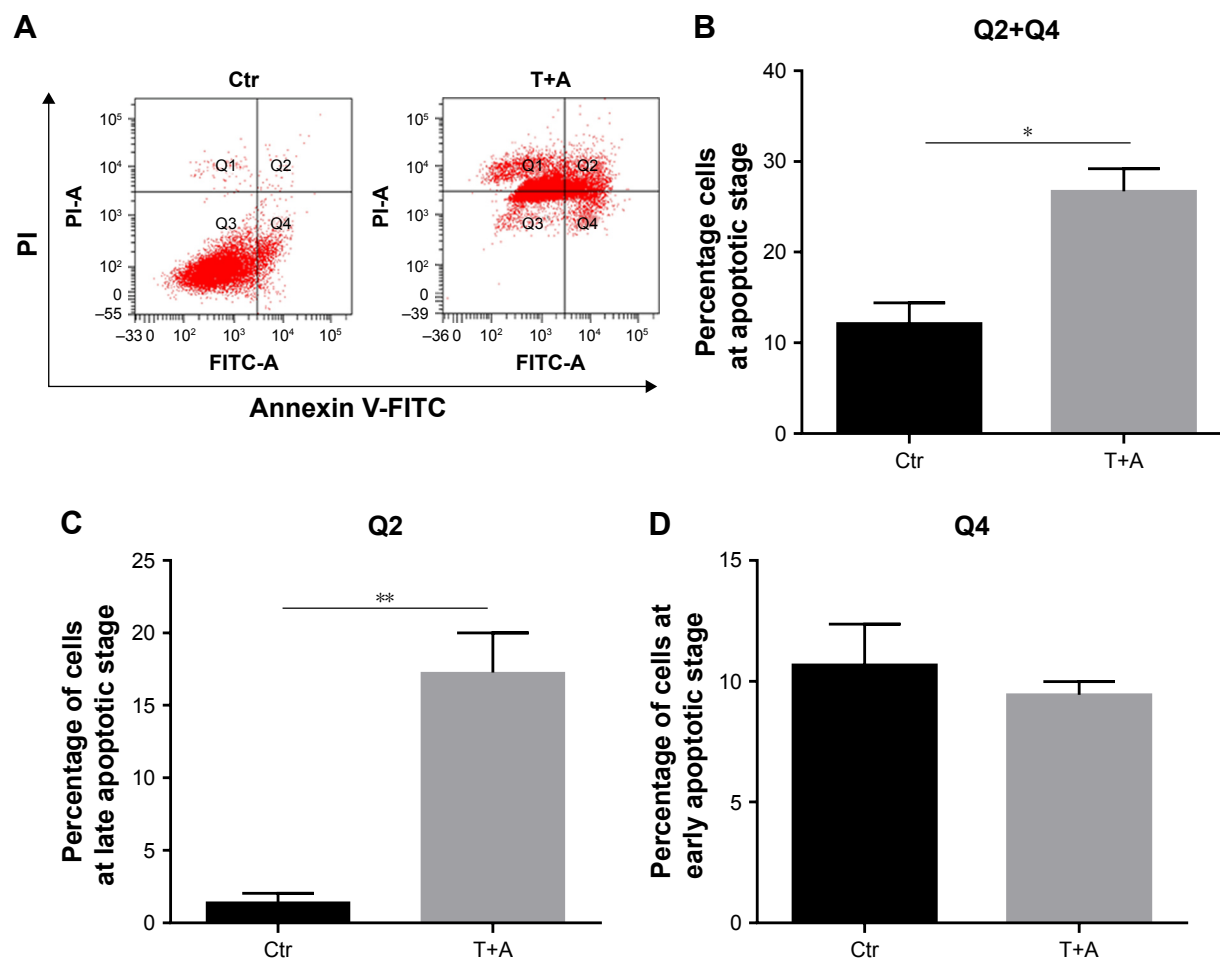 A
Ctr
T+A
PI
PI-A
10⁵
10⁴
10³
10²
0
–55
Q1
Q2
Q3
Q4
–33 0 10² 10³ 10⁴ 10⁵
FITC-A
PI-A
10⁵
10⁴
10³
10²
0
–39
Q1
Q2
Q3
Q4
–36 0 10² 10³ 10⁴ 10⁵
FITC-A
Annexin V-FITC
B
Q2+Q4
Percentage cells
at apoptotic stage
40
30
20
10
0
*
Ctr
T+A
C
Q2
Percentage of cells
at late apoptotic stage
25
20
15
10
5
0
**
Ctr
T+A
D
Q4
Percentage of cells at
early apoptotic stage
15
10
5
0
Ctr
T+A